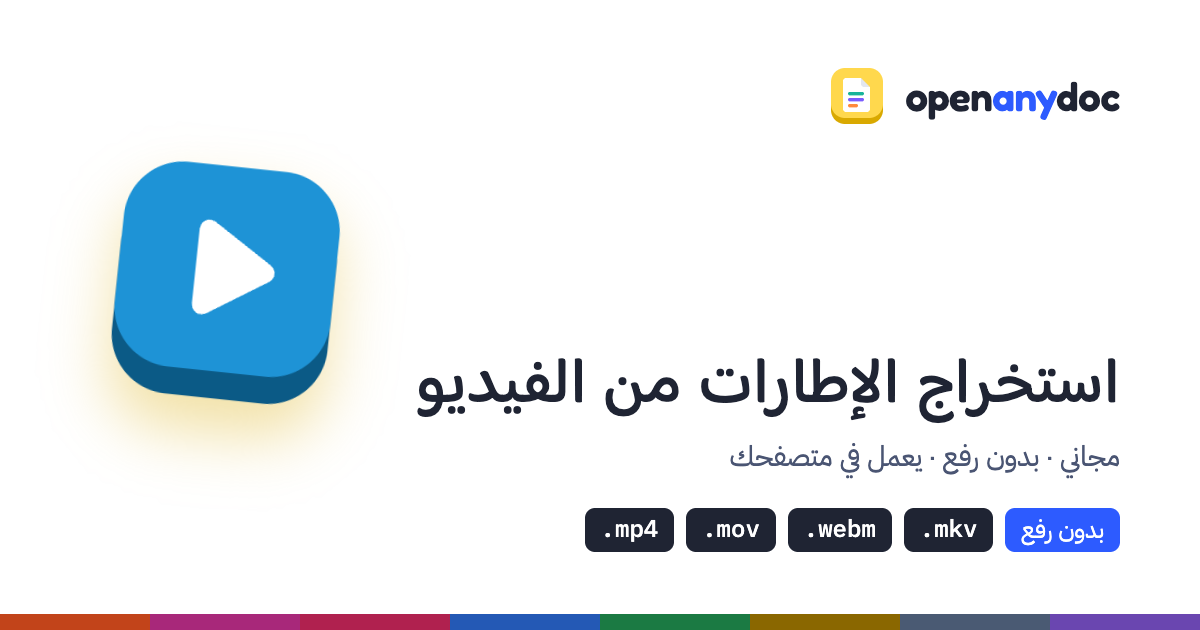 openanydoc
استخراج الإطارات من الفيديو
مجاني · بدون رفع · يعمل في متصفحك
بدون رفع .mkv .webm .mov .mp4